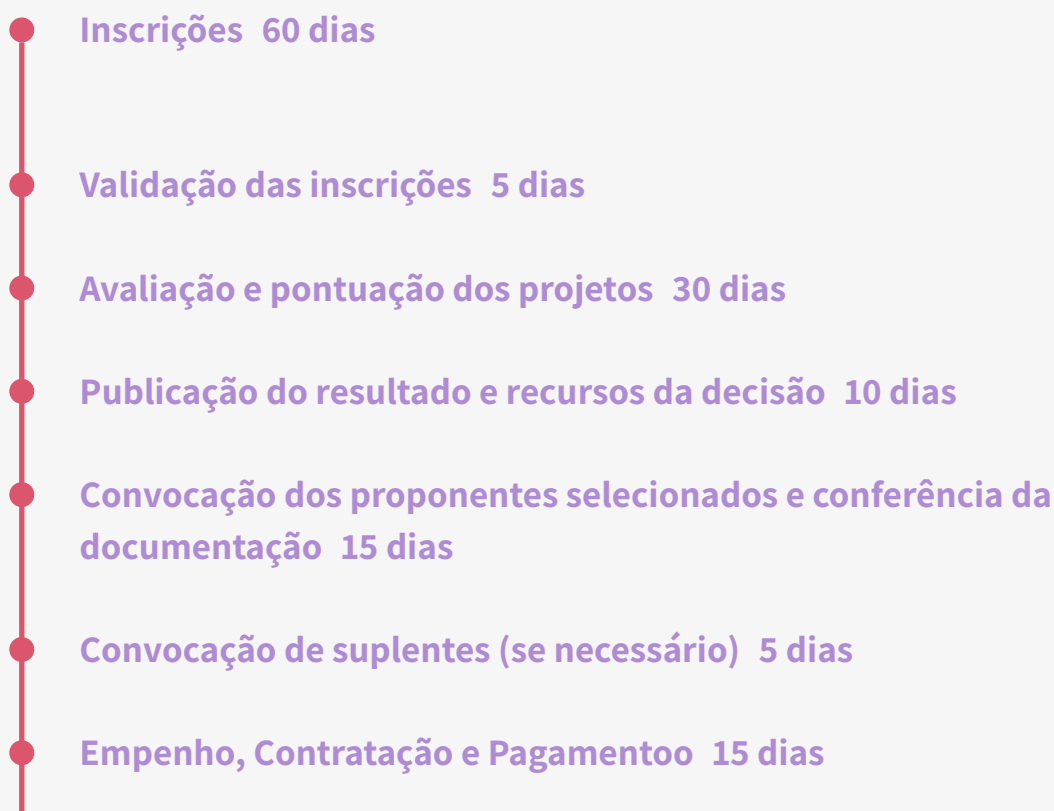 Inscrições 60 dias
Validação das inscrições 5 dias
Avaliação e pontuação dos projetos 30 dias
Publicação do resultado e recursos da decisão 10 dias
Convocação dos proponentes selecionados e conferência da
documentação 15 dias
Convocação de suplentes (se necessário) 5 dias
Empenho, Contratação e Pagamentoo 15 dias